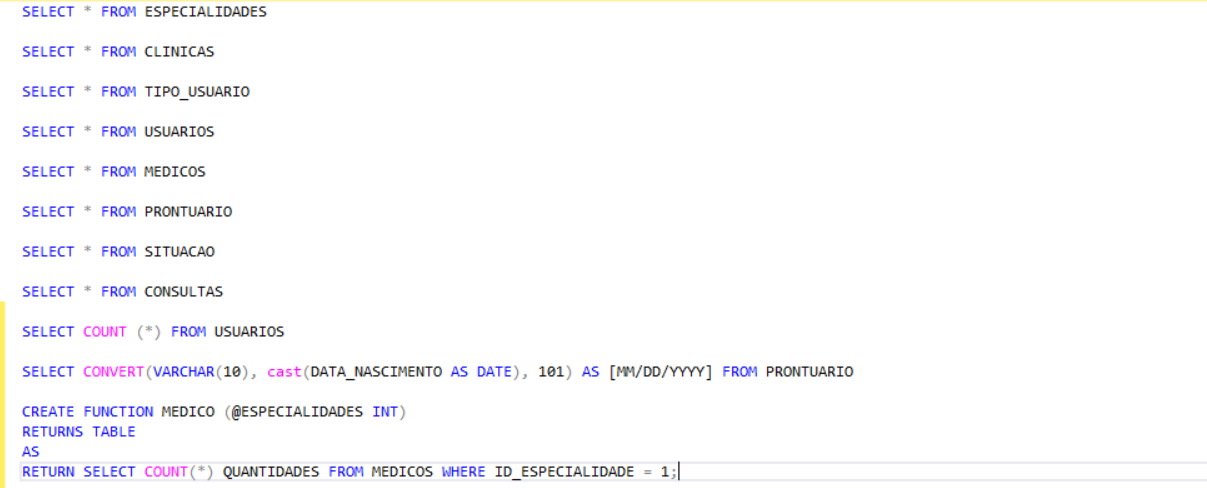 SELECT * FROM ESPECIALIDADES
SELECT * FROM CLINICAS
SELECT * FROM TIPO_USUARIO
SELECT * FROM USUARIOS
SELECT * FROM MEDICOS
SELECT * FROM PRONTUARIO
SELECT * FROM SITUACAO
SELECT * FROM CONSULTAS
SELECT COUNT (*) FROM USUARIOS
SELECT CONVERT(VARCHAR(10), cast(DATA_NASCIMENTO AS DATE), 101) AS [MM/DD/YYYY] FROM PRONTUARIO
CREATE FUNCTION MEDICO (@ESPECIALIDADES INT)
RETURNS TABLE
AS
RETURN SELECT COUNT(*) QUANTIDADES FROM MEDICOS WHERE ID_ESPECIALIDADE = 1;